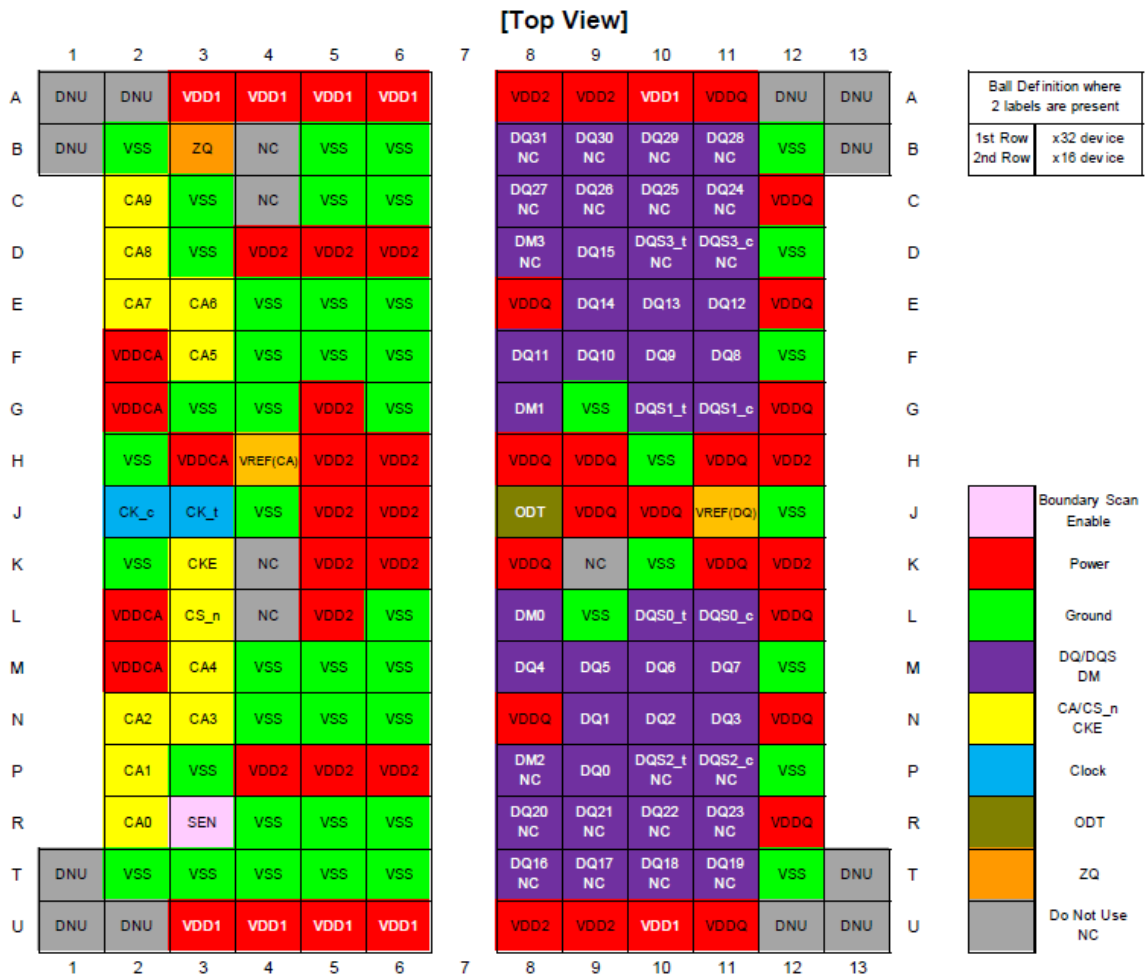 [Top View]
1 2 3 4 5 6 7 8 9 10 11 12 13
A DNU DNU VDD1 VDD1 VDD1 VDD1 VDD2 VDD2 VDD1 VDDQ DNU DNU A
Ball Definition where
2 labels are present
B DNU VSS ZQ NC VSS VSS DQ31 DQ30 DQ29 DQ28 VSS DNU B
NC NC NC NC
1st Row x32 device
2nd Row x16 device
C CA9 VSS NC VSS VSS DQ27 DQ26 DQ25 DQ24 VDDQ C
NC NC NC NC
D CA8 VSS VDD2 VDD2 VDD2 DM3 DQ15 DQS3_t DQS3_c VSS D
NC NC NC
E CA7 CA6 VSS VSS VSS VDDQ DQ14 DQ13 DQ12 VDDQ E
F VDDCA CA5 VSS VSS VSS DQ11 DQ10 DQ9 DQ8 VSS F
G VDDCA VSS VSS VDD2 VSS DM1 VSS DQS1_t DQS1_c VDDQ G
H VSS VDDCA VREF(CA) VDD2 VDD2 VDDQ VDDQ VSS VDDQ VDD2 H
J CK_c CK_t VSS VDD2 VDD2 ODT VDDQ VDDQ VREF(DQ) VSS J
Boundary Scan
Enable
K VSS CKE NC VDD2 VDD2 VDDQ NC VSS VDDQ VDD2 K
Power
L VDDCA CS_n NC VDD2 VSS DM0 VSS DQS0_t DQS0_c VDDQ L
Ground
M VDDCA CA4 VSS VSS VSS DQ4 DQ5 DQ6 DQ7 VSS M
DQ/DQS
DM
N CA2 CA3 VSS VSS VSS VDDQ DQ1 DQ2 DQ3 VDDQ N
CA/CS_n
CKE
P CA1 VSS VDD2 VDD2 VDD2 DM2 DQ0 DQS2_t DQS2_c VSS P
NC NC NC
Clock
R CA0 SEN VSS VSS VSS DQ20 DQ21 DQ22 DQ23 VDDQ R
NC NC NC NC
ODT
T DNU VSS VSS VSS VSS VSS DQ16 DQ17 DQ18 DQ19 VSS DNU T
NC NC NC NC
ZQ
U DNU DNU VDD1 VDD1 VDD1 VDD1 VDD2 VDD2 VDD1 VDDQ DNU DNU U
Do Not Use
NC
1 2 3 4 5 6 7 8 9 10 11 12 13